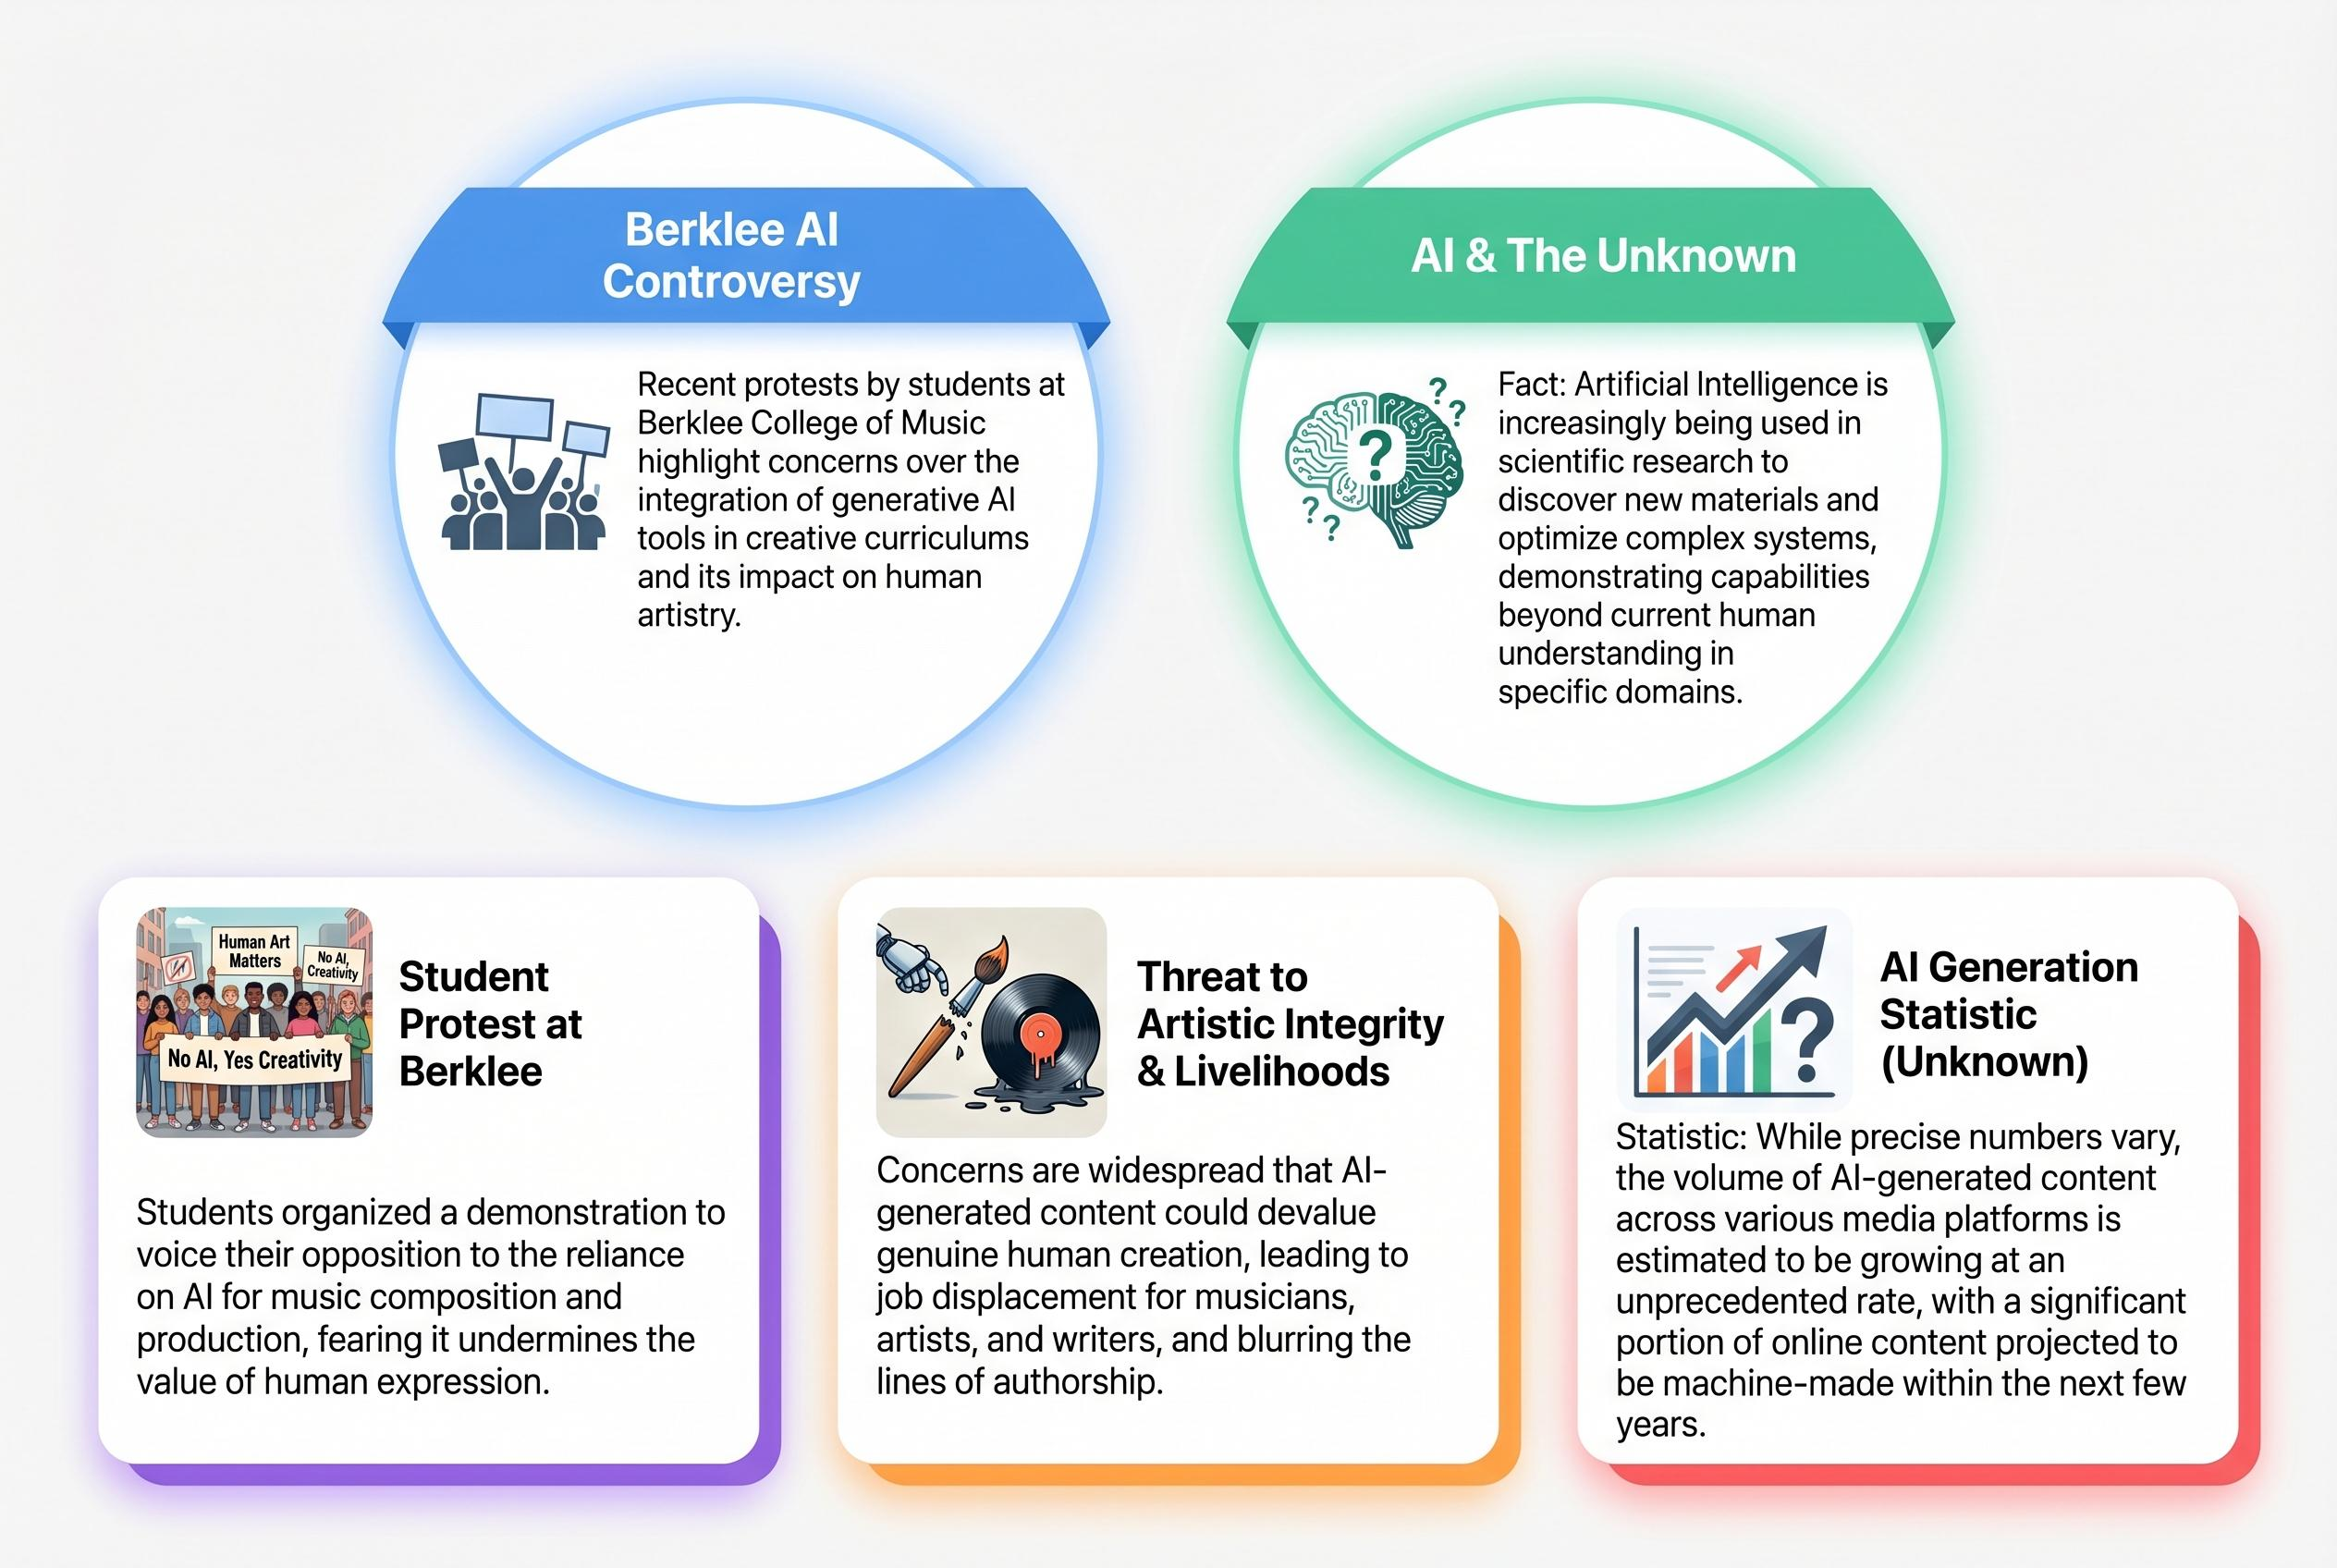 Berklee AI
Controversy
Recent protests by students at
Berklee College of Music
highlight concerns over the
integration of generative AI
tools in creative curriculums
and its impact on human
artistry.
AI & The Unknown
?
?
?
?
?
Fact: Artificial Intelligence is
increasingly being used in
scientific research to
discover new materials and
optimize complex systems,
demonstrating capabilities
beyond current human
understanding in
specific domains.
Human Art
Matters
No AI,
Creativity
No AI, Yes Creativity
Student
Protest at
Berklee
Students organized a demonstration to
voice their opposition to the reliance
on AI for music composition and
production, fearing it undermines the
value of human expression.
Threat to
Artistic Integrity
& Livelihoods
Concerns are widespread that AI-
generated content could devalue
genuine human creation, leading to
job displacement for musicians,
artists, and writers, and blurring the
lines of authorship.
?
AI Generation
Statistic
(Unknown)
Statistic: While precise numbers vary,
the volume of AI-generated content
across various media platforms is
estimated to be growing at an
unprecedented rate, with a significant
portion of online content projected to
be machine-made within the next few
years.